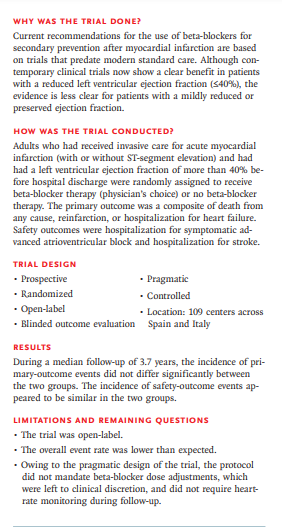 WHY WAS THE TRIAL DONE?
Current recommendations for the use of beta-blockers for
secondary prevention after myocardial infarction are based
on trials that predate modern standard care. Although con-
temporary clinical trials now show a clear benefit in patients
with a reduced left ventricular ejection fraction (≤40%), the
evidence is less clear for patients with a mildly reduced or
preserved ejection fraction.
HOW WAS THE TRIAL CONDUCTED?
Adults who had received invasive care for acute myocardial
infarction (with or without ST-segment elevation) and had
had a left ventricular ejection fraction of more than 40% be-
fore hospital discharge were randomly assigned to receive
beta-blocker therapy (physician's choice) or no beta-blocker
therapy. The primary outcome was a composite of death from
any cause, reinfarction, or hospitalization for heart failure.
Safety outcomes were hospitalization for symptomatic ad-
vanced atrioventricular block and hospitalization for stroke.
TRIAL DESIGN
• Prospective
• Randomized
• Open-label
• Blinded outcome evaluation
• Pragmatic
• Controlled
• Location: 109 centers across
Spain and Italy
RESULTS
During a median follow-up of 3.7 years, the incidence of pri-
mary-outcome events did not differ significantly between
the two groups. The incidence of safety-outcome events ap-
peared to be similar in the two groups.
LIMITATIONS AND REMAINING QUESTIONS
• The trial was open-label.
• The overall event rate was lower than expected.
• Owing to the pragmatic design of the trial, the protocol
did not mandate beta-blocker dose adjustments, which
were left to clinical discretion, and did not require heart-
rate monitoring during follow-up.